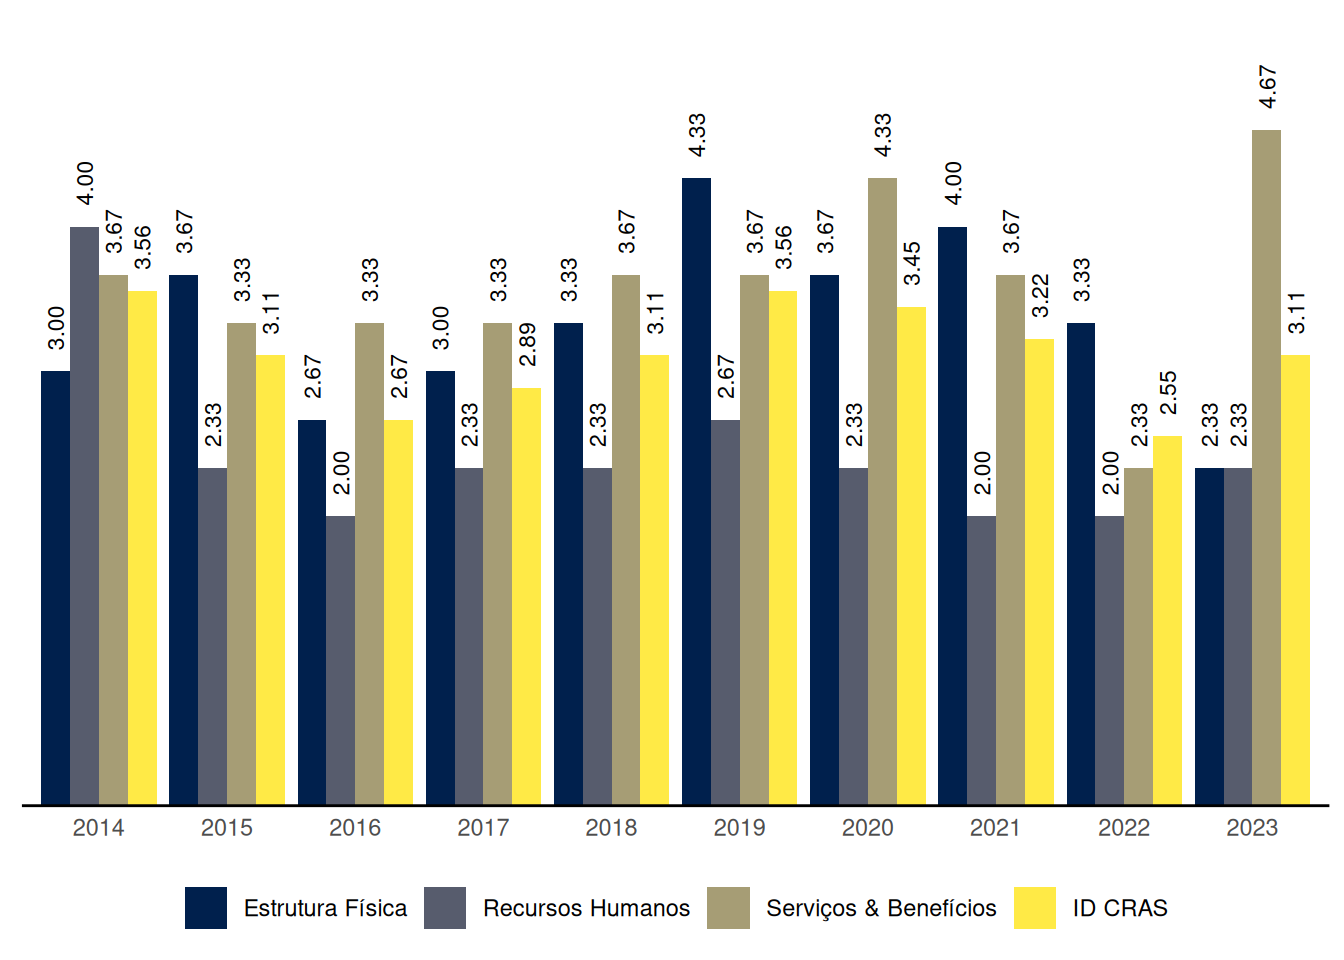 3.00 4.00 3.67 3.56
3.67 2.33 3.33 3.11
2.67 2.00 3.33 2.67
3.00 2.33 3.33 2.89
3.33 2.33 3.67 3.11
4.33 2.67 3.67 3.56
3.67 2.33 4.33 3.45
4.00 2.00 3.67 3.22
3.33 2.00 2.33 2.55
2.33 2.33 4.67 3.11
2014 2015 2016 2017 2018 2019 2020 2021 2022 2023
Estrutura Física Recursos Humanos Serviços & Benefícios ID CRAS